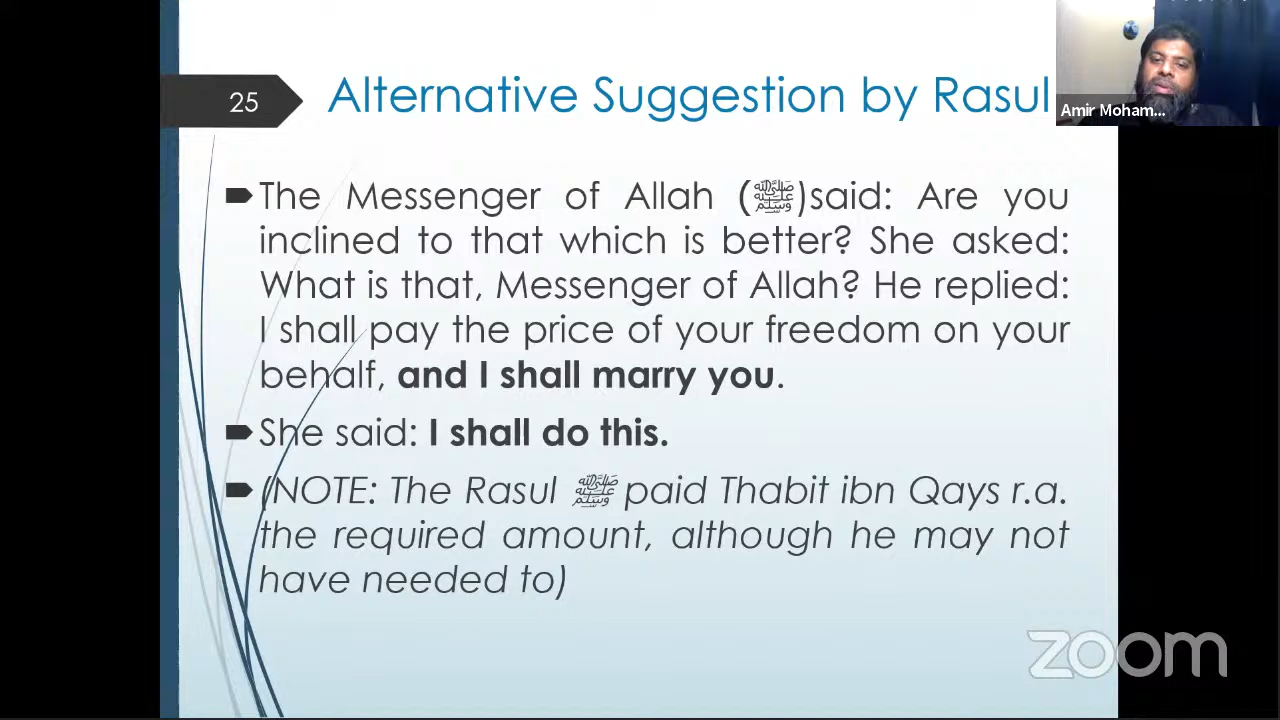 25
Alternative Suggestion by Rasul
Amir Moham...
The Messenger of Allah (ﷺ)said: Are you
inclined to that which is better? She asked:
What is that, Messenger of Allah? He replied:
I shall pay the price of your freedom on your
behalf, and I shall marry you.
She said: I shall do this.
(NOTE: The Rasul ﷺ paid Thabit ibn Qays r.a.
the required amount, although he may not
have needed to)
zoom